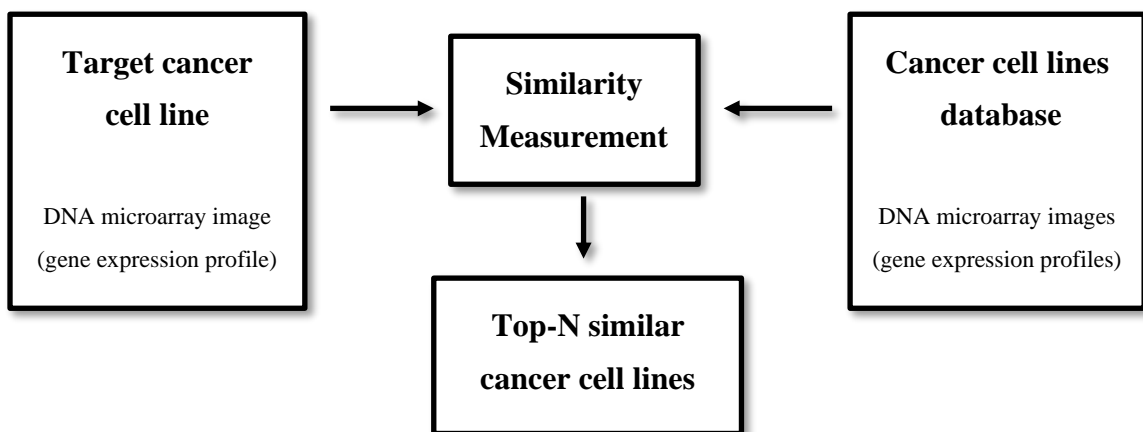 Target cancer
cell line
DNA microarray image
(gene expression profile)
Similarity
Measurement
Cancer cell lines
database
DNA microarray images
(gene expression profiles)
Top-N similar
cancer cell lines